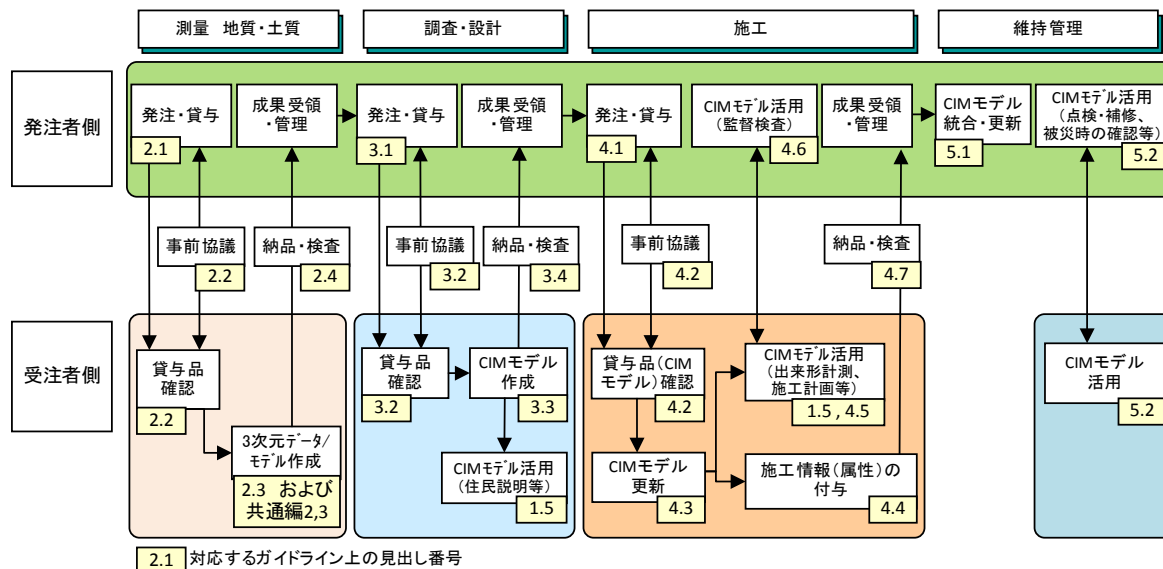 測量 地質・土質
調査・設計
施工
維持管理
発注者側
発注・貸与
2.1
成果受領
・管理
発注・貸与
3.1
成果受領
・管理
発注・貸与
4.1
CIMモデル活用
(監督検査)
4.6
成果受領
・管理
CIMモデル
統合・更新
5.1
CIMモデル活用
(点検・補修、
被災時の確認等)
5.2
事前協議
2.2
納品・検査
2.4
事前協議
3.2
納品・検査
3.4
事前協議
4.2
納品・検査
4.7
受注者側
貸与品
確認
2.2
3次元データ/
モデル作成
2.3 および
共通編2,3
貸与品
確認
3.2
CIMモデル
作成
3.3
CIMモデル活用
(住民説明等)
1.5
貸与品(CIM
モデル)確認
4.2
CIMモデル
更新
4.3
CIMモデル活用
(出来形計測、
施工計画等)
1.5 , 4.5
施工情報(属性)の
付与
4.4
CIMモデル
活用
5.2
2.1 対応するガイドライン上の見出し番号